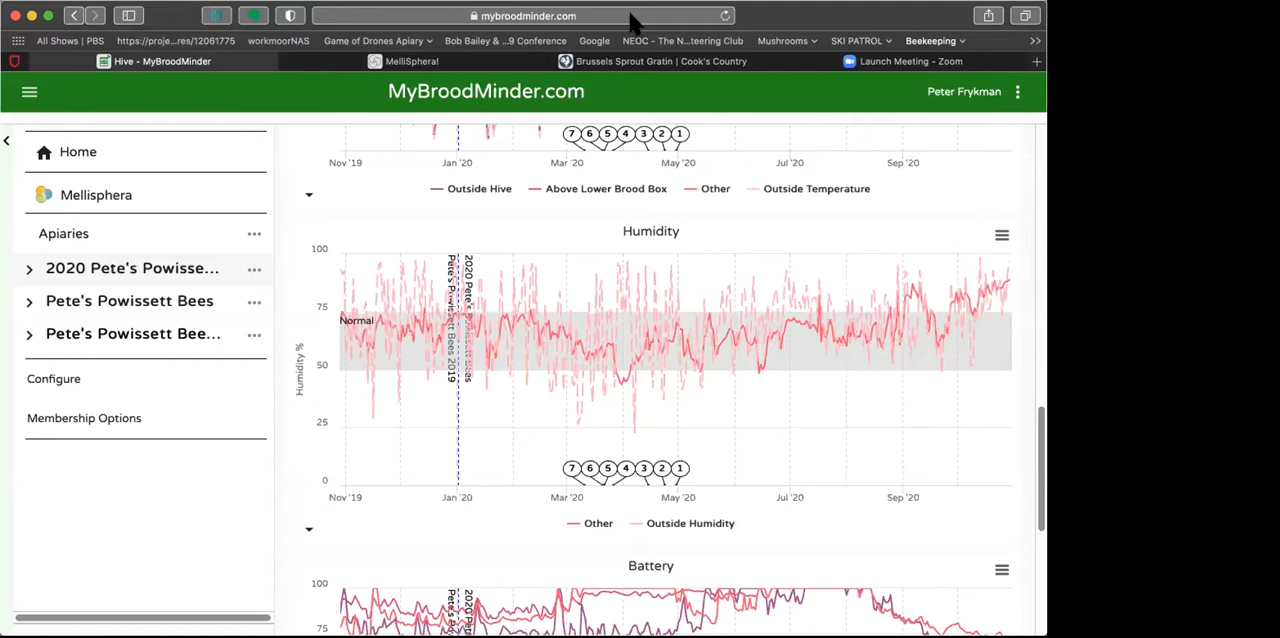 mybroodminder.com
All Shows | PBS https://proje...res/12061775 workmoorNAS Game of Drones Apiary Bob Bailey &...9 Conference Google NEOC - The N...teering Club Mushrooms SKI PATROL Beekeeping >>
Hive - MyBroodMinder MelliSphera! Brussels Sprout Gratin | Cook's Country Launch Meeting - Zoom
MyBroodMinder.com
Peter Frykman
Home
Mellisphera
Apiaries
2020 Pete's Powisse...
Pete's Powissett Bees
Pete's Powissett Bee...
Configure
Membership Options
7 6 5 4 3 2 1
Nov '19 Jan '20 Mar '20 May '20 Jul '20 Sep '20
Outside Hive Above Lower Brood Box Other Outside Temperature
Humidity
100
75
50
25
0
Humidity %
Normal
Pete's Powissett Bees 2019
2020 Pete's Powissett Bees
7 6 5 4 3 2 1
Nov '19 Jan '20 Mar '20 May '20 Jul '20 Sep '20
Other Outside Humidity
Battery
100
75